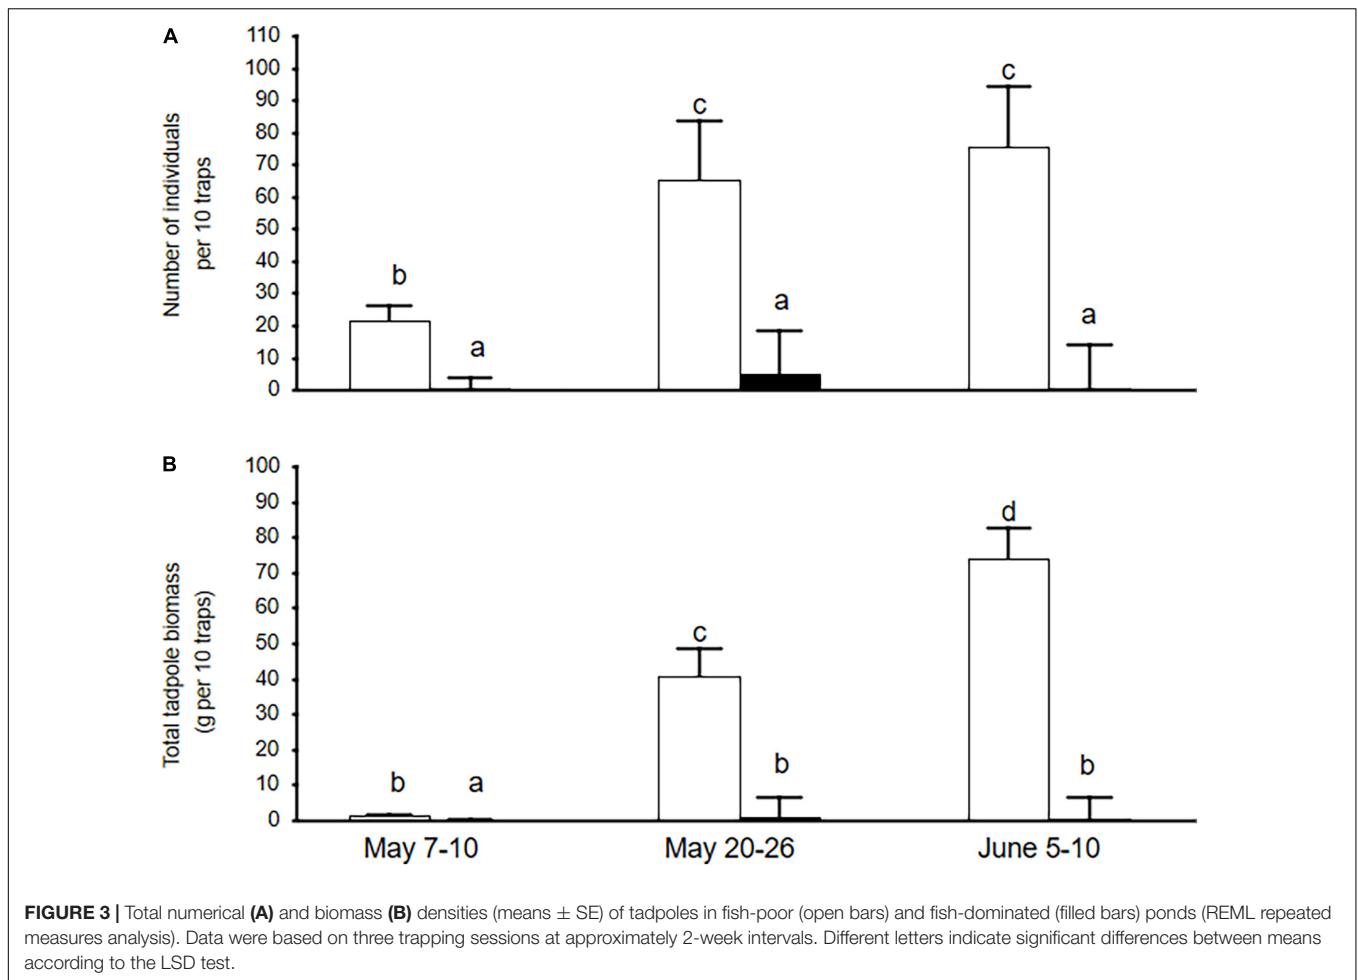 A
110
100
90
80
70
60
50
40
30
20
10
0
Number of individuals
per 10 traps
b
a
c
a
c
a
B
100
90
80
70
60
50
40
30
20
10
0
Total tadpole biomass
(g per 10 traps)
b
a
c
b
d
b
May 7-10
May 20-26
June 5-10
FIGURE 3 | Total numerical (A) and biomass (B) densities (means ± SE) of tadpoles in fish-poor (open bars) and fish-dominated (filled bars) ponds (REML repeated
measures analysis). Data were based on three trapping sessions at approximately 2-week intervals. Different letters indicate significant differences between means
according to the LSD test.